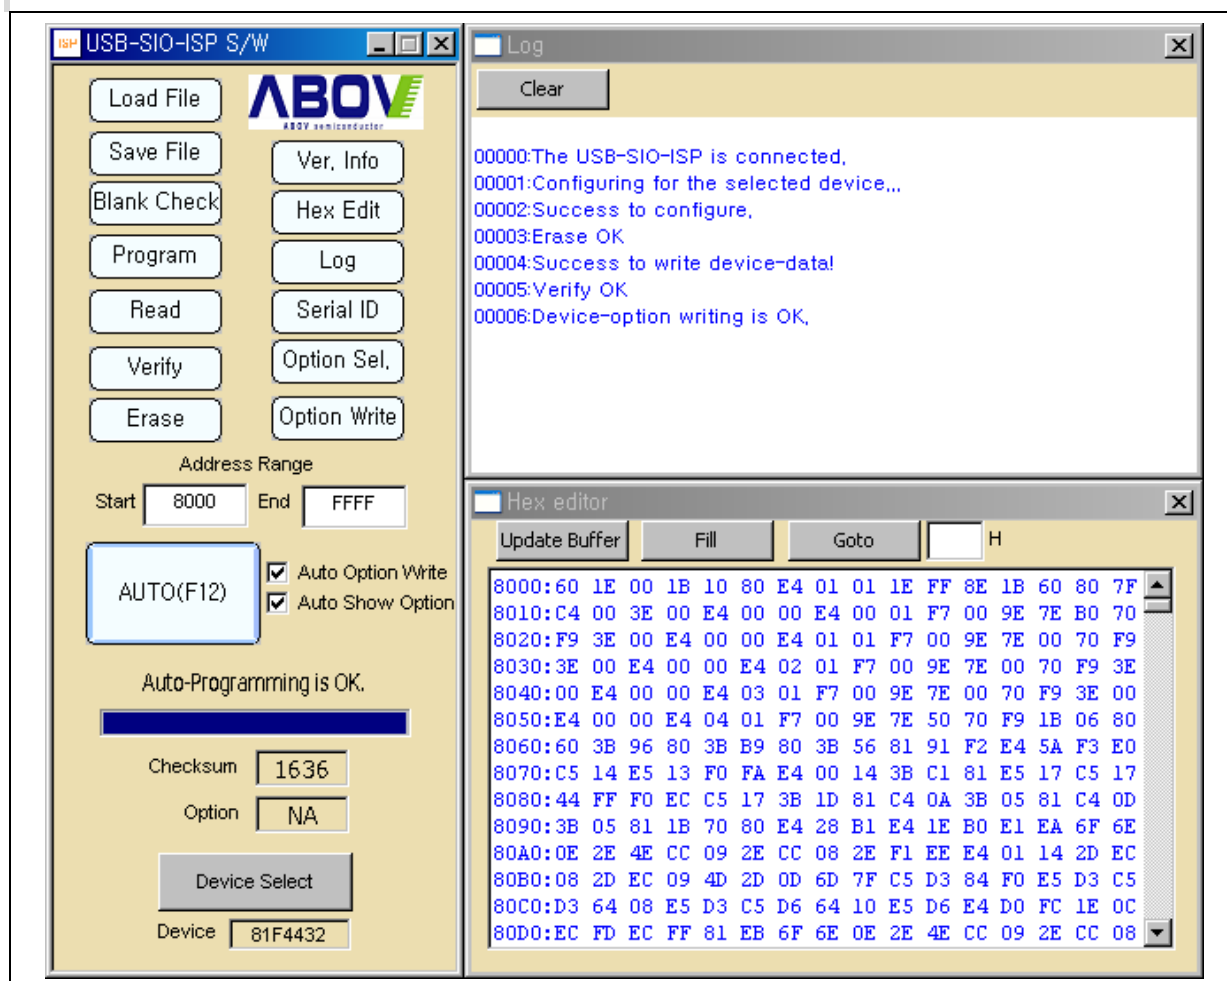 USB-SIO-ISP S/W
Load File
ABOV
ABOV semiconductor
Save File
Ver, Info
Blank Check
Hex Edit
Program
Log
Read
Serial ID
Verify
Option Sel,
Erase
Option Write
Address Range
Start 8000 End FFFF
AUTO(F12)
Auto Option Write
Auto Show Option
Auto-Programming is OK.
Checksum 1636
Option NA
Device Select
Device 81F4432
Log
Clear
00000:The USB-SIO-ISP is connected,
00001:Configuring for the selected device,,,
00002:Success to configure,
00003:Erase OK
00004:Success to write device-data!
00005:Verify OK
00006:Device-option writing is OK,
Hex editor
Update Buffer Fill Goto H
8000:60 1E 00 1B 10 80 E4 01 01 1E FF 8E 1B 60 80 7F
8010:C4 00 3E 00 E4 00 00 E4 00 01 F7 00 9E 7E B0 70
8020:F9 3E 00 E4 00 00 E4 01 01 F7 00 9E 7E 00 70 F9
8030:3E 00 E4 00 00 E4 02 01 F7 00 9E 7E 00 70 F9 3E
8040:00 E4 00 00 E4 03 01 F7 00 9E 7E 00 70 F9 3E 00
8050:E4 00 00 E4 04 01 F7 00 9E 7E 50 70 F9 1B 06 80
8060:60 3B 96 80 3B B9 80 3B 56 81 91 F2 E4 5A F3 E0
8070:C5 14 E5 13 F0 FA E4 00 14 3B C1 81 E5 17 C5 17
8080:44 FF F0 EC C5 17 3B 1D 81 C4 0A 3B 05 81 C4 0D
8090:3B 05 81 1B 70 80 E4 28 B1 E4 1E B0 E1 EA 6F 6E
80A0:0E 2E 4E CC 09 2E CC 08 2E F1 EE E4 01 14 2D EC
80B0:08 2D EC 09 4D 2D 0D 6D 7F C5 D3 84 F0 E5 D3 C5
80C0:D3 64 08 E5 D3 C5 D6 64 10 E5 D6 E4 D0 FC 1E 0C
80D0:EC FD EC FF 81 EB 6F 6E 0E 2E 4E CC 09 2E CC 08